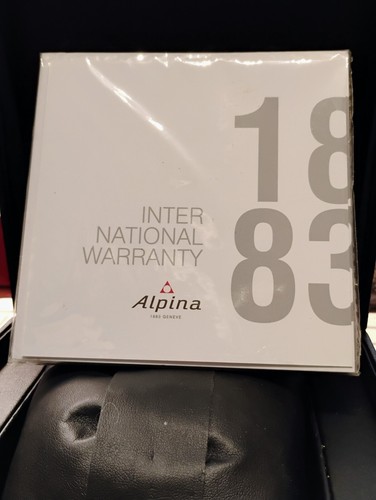 18
83
INTER
NATIONAL
WARRANTY
Alpina
1883 GENEVE